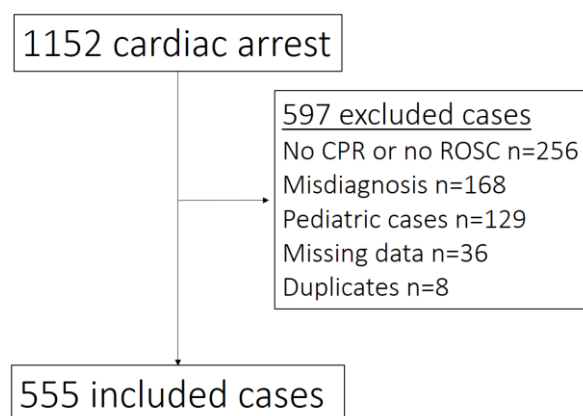 1152 cardiac arrest
597 excluded cases
No CPR or no ROSC n=256
Misdiagnosis n=168
Pediatric cases n=129
Missing data n=36
Duplicates n=8
555 included cases